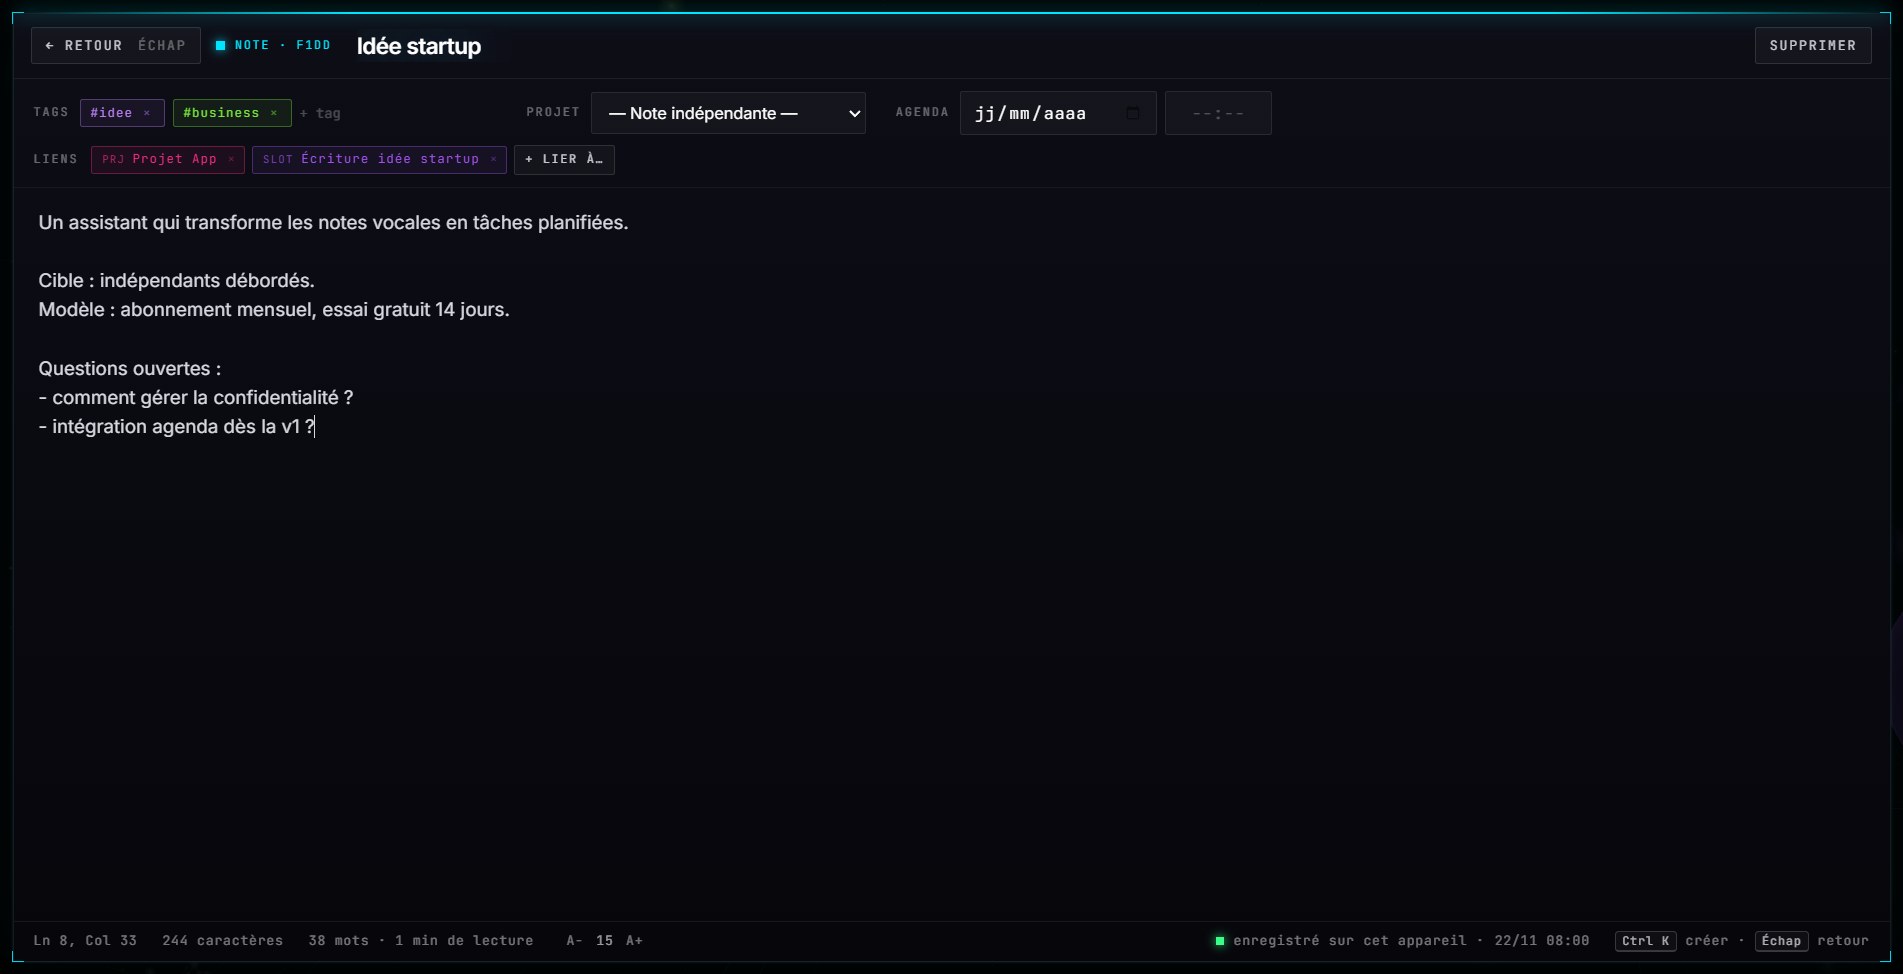 ← RETOUR ÉCHAP NOTE · F1DD Idée startup SUPPRIMER
TAGS #idee × #business × + tag PROJET — Note indépendante — AGENDA jj/mm/aaaa --:--
LIENS PRJ Projet App × SLOT Écriture idée startup × + LIER À…
Un assistant qui transforme les notes vocales en tâches planifiées.
Cible : indépendants débordés.
Modèle : abonnement mensuel, essai gratuit 14 jours.
Questions ouvertes :
- comment gérer la confidentialité ?
- intégration agenda dès la v1 ?
Ln 8, Col 33 244 caractères 38 mots · 1 min de lecture A- 15 A+ enregistré sur cet appareil · 22/11 08:00 Ctrl K créer · Échap retour